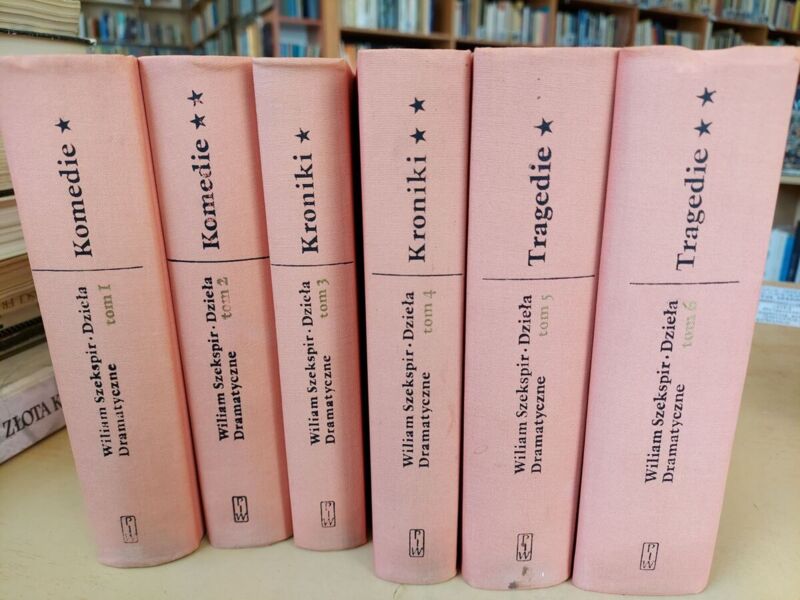 Komedie ★
Wiliam Szekspir · Dzieła
Dramatyczne
tom 1
PIW
Komedie ★★
Wiliam Szekspir · Dzieła
Dramatyczne
tom 2
PIW
Kroniki ★
Wiliam Szekspir · Dzieła
Dramatyczne
tom 3
PIW
Kroniki ★★
Wiliam Szekspir · Dzieła
Dramatyczne
tom 4
PIW
Tragedie ★
Wiliam Szekspir · Dzieła
Dramatyczne
tom 5
PIW
Tragedie ★★
Wiliam Szekspir · Dzieła
Dramatyczne
tom 6
PIW
ZŁOTA